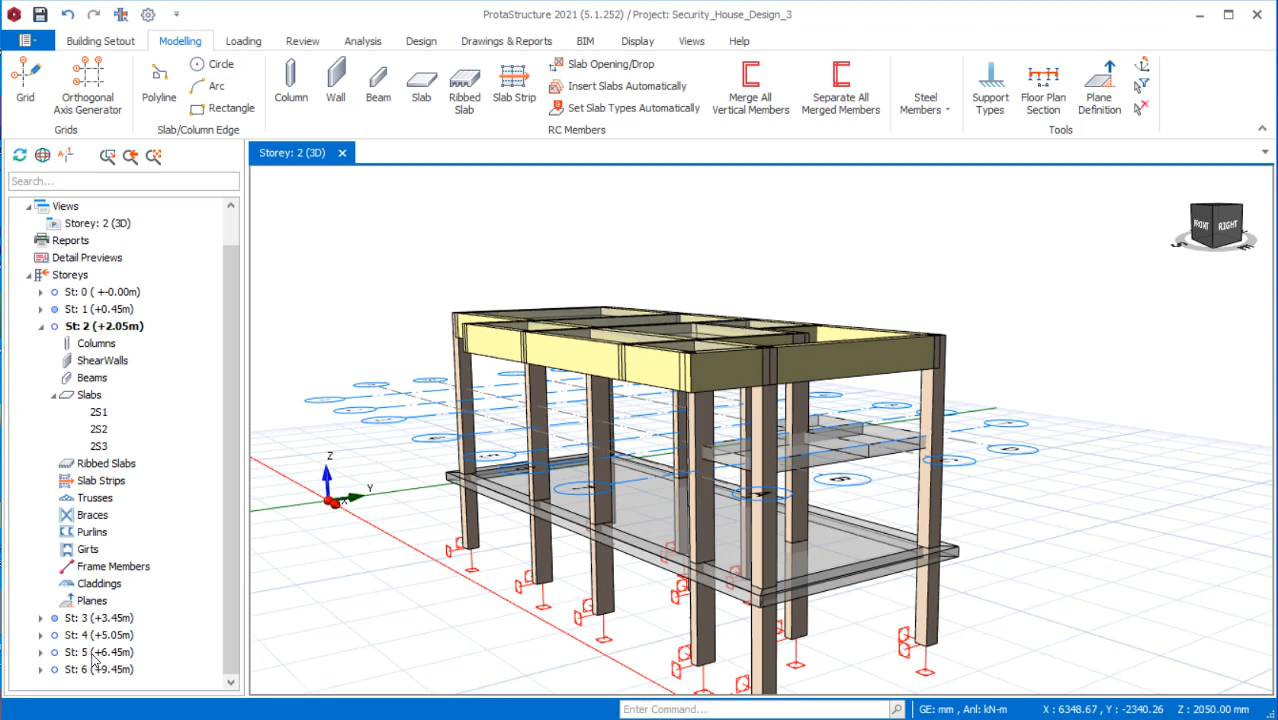 ProtaStructure 2021 (5.1.252) / Project: Security_House_Design_3
Building Setout
Modelling
Loading
Review
Analysis
Design
Drawings & Reports
BIM
Display
Views
Help
Grid
Orthogonal
Axis Generator
Grids
Polyline
Circle
Arc
Rectangle
Slab/Column Edge
Column
Wall
Beam
Slab
Ribbed
Slab
Slab Strip
Slab Opening/Drop
Insert Slabs Automatically
Set Slab Types Automatically
Merge All
Vertical Members
Separate All
Merged Members
RC Members
Steel
Members
Support
Types
Floor Plan
Section
Plane
Definition
Tools
Search...
Storey: 2 (3D)
Views
Storey: 2 (3D)
Reports
Detail Previews
Storeys
St: 0 ( +-0.00m)
St: 1 (+0.45m)
St: 2 (+2.05m)
Columns
ShearWalls
Beams
Slabs
2S1
2S2
2S3
Ribbed Slabs
Slab Strips
Trusses
Braces
Purlins
Girts
Frame Members
Claddings
Planes
St: 3 (+3.45m)
St: 4 (+5.05m)
St: 5 (+6.45m)
St: 6 (+9.45m)
FRONT
RIGHT
Z
Y
X
Enter Command...
GE: mm , Anl: kN-m
X : 6348.67 , Y : -2340.26
Z : 2050.00 mm